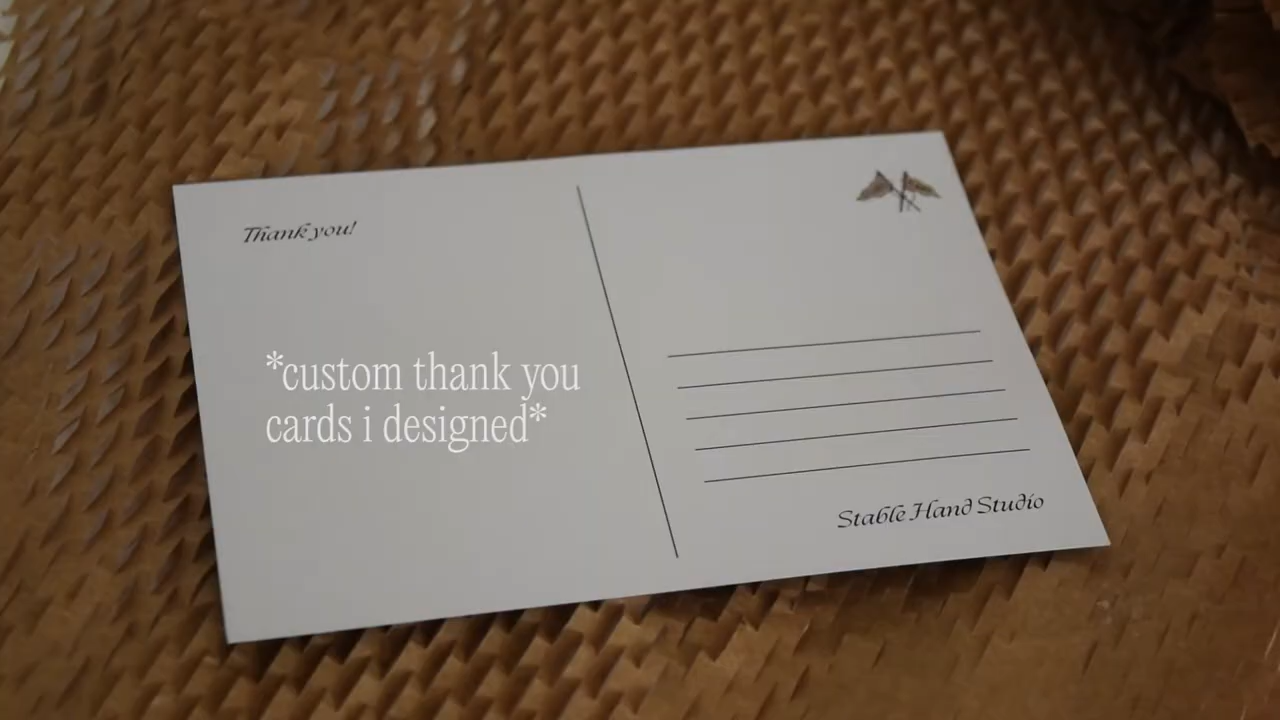 Thank you!
*custom thank you
cards i designed*
Stable Hand Studio